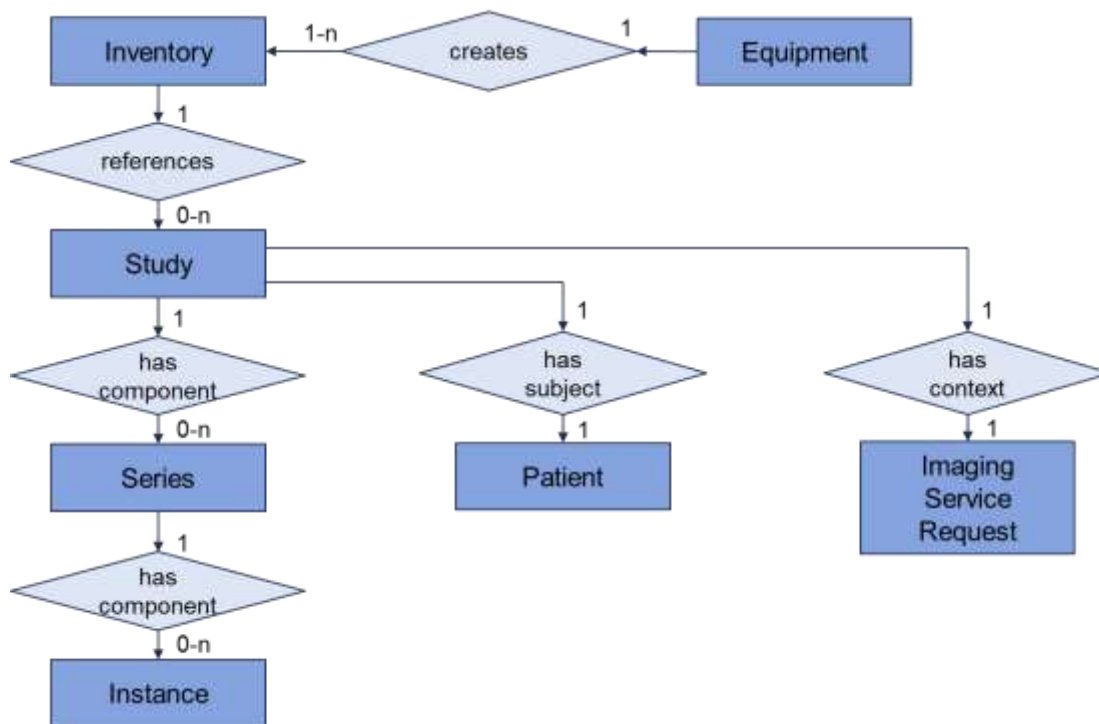 Inventory
1-n
creates
1
Equipment
1
references
0-n
Study
1
has
component
0-n
1
has
subject
1
1
has
context
1
Series
Patient
Imaging
Service
Request
1
has
component
0-n
Instance